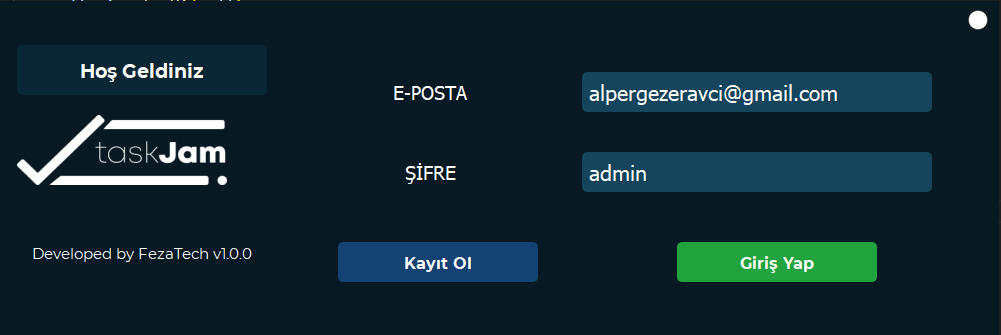 Hoş Geldiniz
taskJam
Developed by FezaTech v1.0.0
E-POSTA
alpergezeravci@gmail.com
ŞİFRE
admin
Kayıt Ol
Giriş Yap